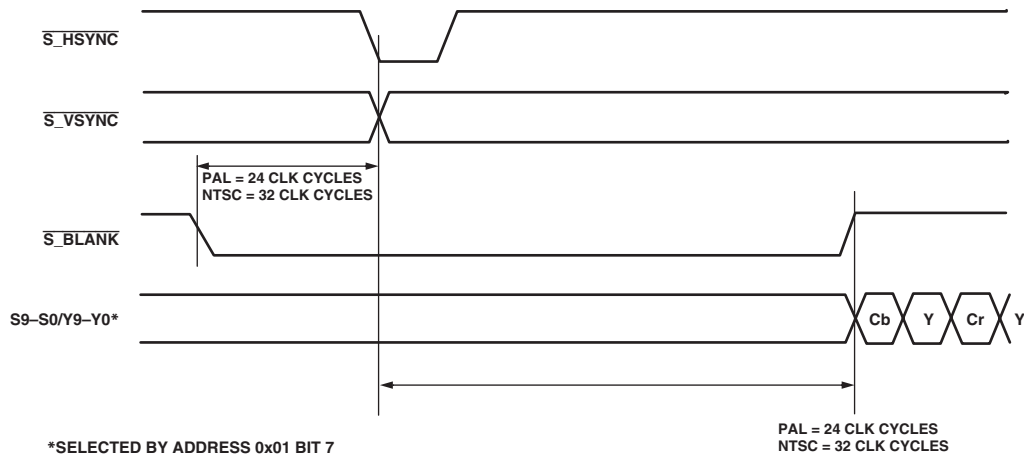 S_HSYNC
S_VSYNC
PAL = 24 CLK CYCLES
NTSC = 32 CLK CYCLES
S_BLANK
S9–S0/Y9–Y0*
Cb
Y
Cr
Y
PAL = 24 CLK CYCLES
NTSC = 32 CLK CYCLES
*SELECTED BY ADDRESS 0x01 BIT 7